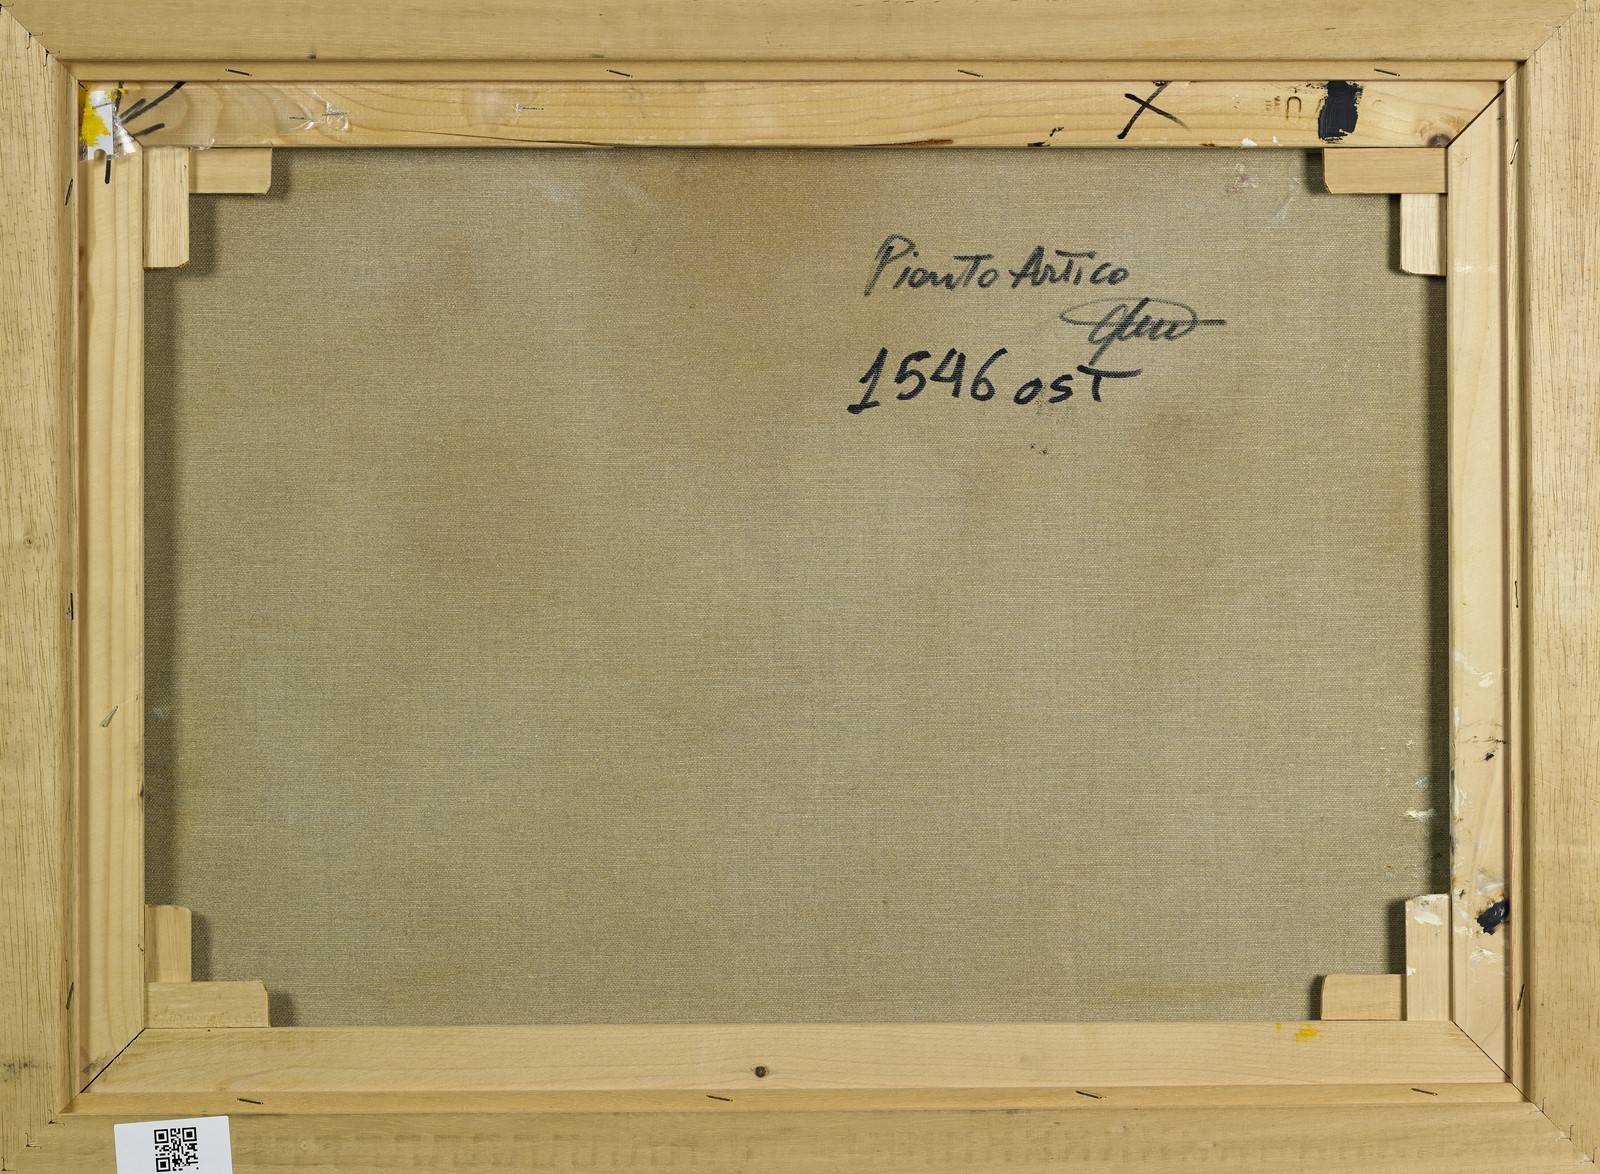 X
Pianto Artico
1546 OST